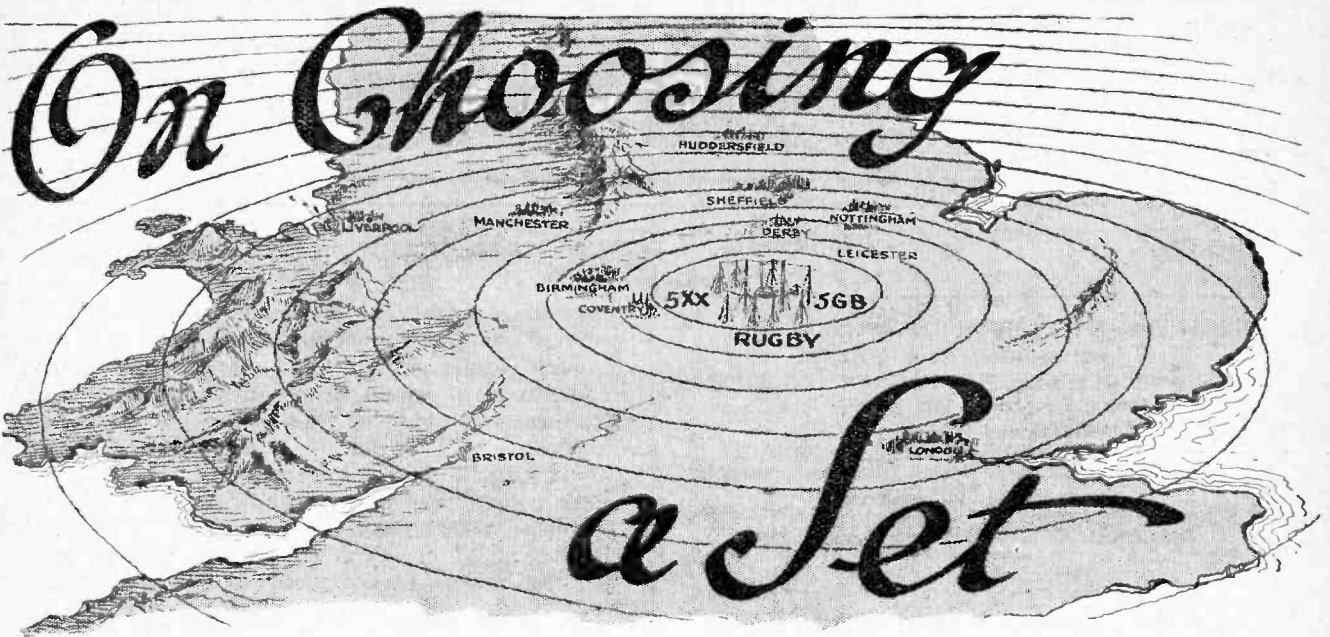 On Choosing
HUDDERSFIELD
SHEFFIELD
LIVERPOOL MANCHESTER DERBY NOTTINGHAM
LEICESTER
BIRMINGHAM
COVENTRY 5XX 5GB
RUGBY
LONDON
BRISTOL
a Set